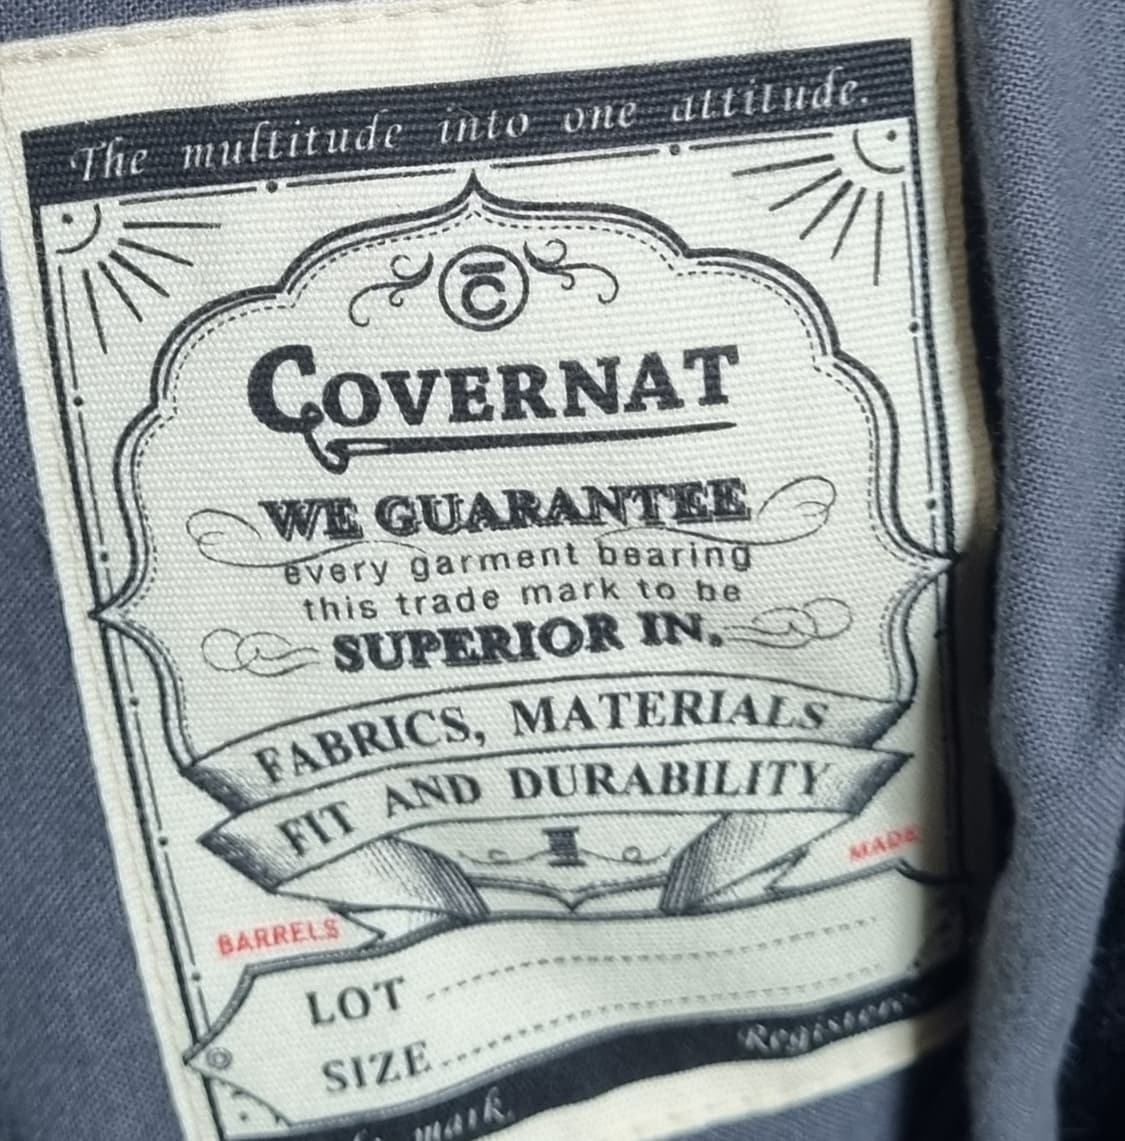 The multitude into one attitude.
C
COVERNAT
WE GUARANTEE
every garment bearing
this trade mark to be
SUPERIOR IN.
FABRICS, MATERIALS
FIT AND DURABILITY
MADE
BARRELS
LOT
SIZE
mark.